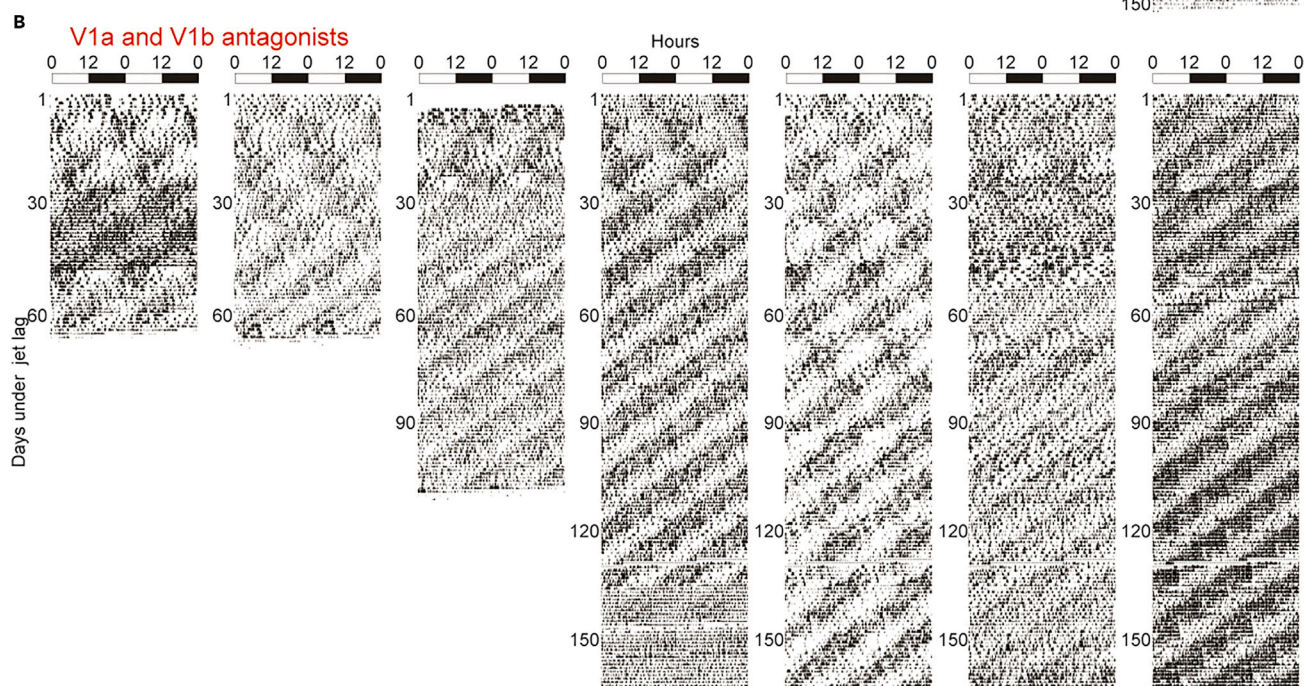 150
B
V1a and V1b antagonists
Hours
0 12 0 12 0 0 12 0 12 0 0 12 0 12 0 0 12 0 12 0 0 12 0 12 0 0 12 0 12 0 0 12 0 12 0
1 1 1 1 1 1 1
30 30 30 30 30 30 30
60 60 60 60 60 60 60
Days under jet lag
90 90 90 90 90
120 120 120 120
150 150 150 150